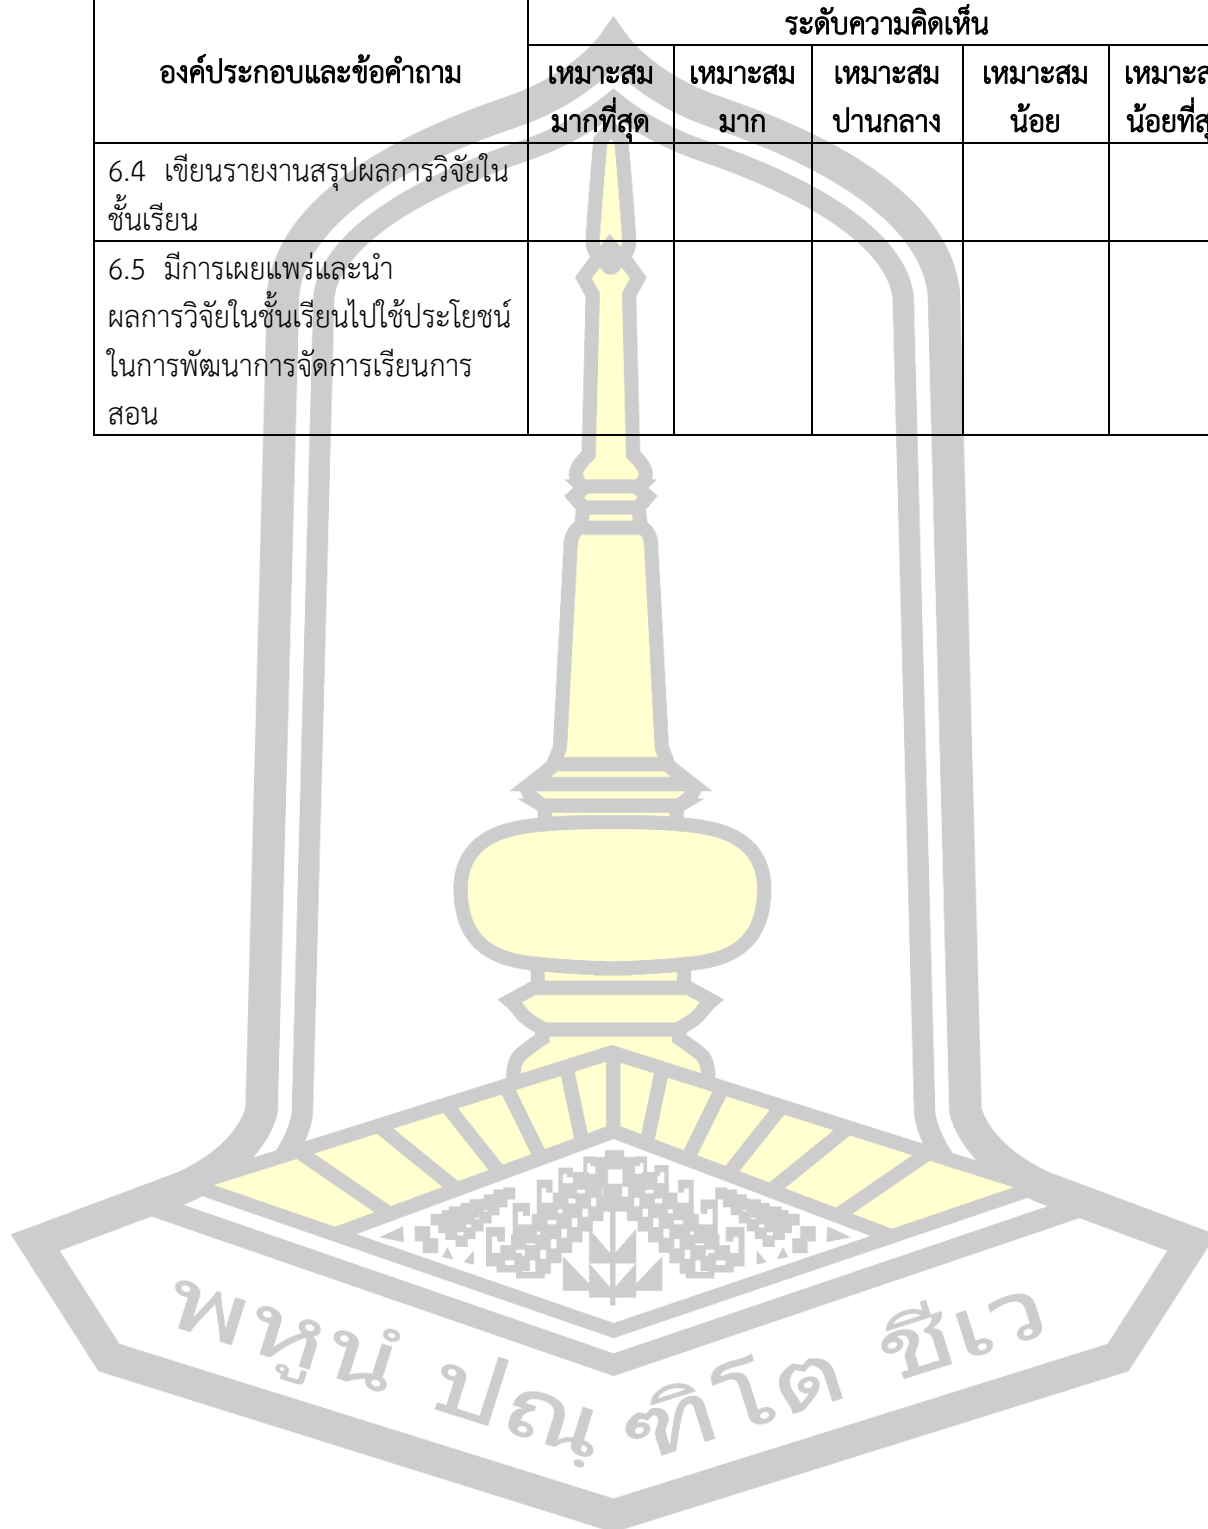 ระดับความคิดเห็น
องค์ประกอบและข้อคำถาม
เหมาะสม เหมาะสม เหมาะสม เหมาะสม
มากที่สุด มาก ปานกลาง น้อย
6.4 เขียนรายงานสรุปผลการวิจัยใน
ชั้นเรียน
6.5 มีการเผยแพร่และนำ
ผลการวิจัยในชั้นเรียนไปใช้ประโยชน์
ในการพัฒนาการจัดการเรียนการ
สอน
พหูนํ ปณฺฑิโต ชีเว